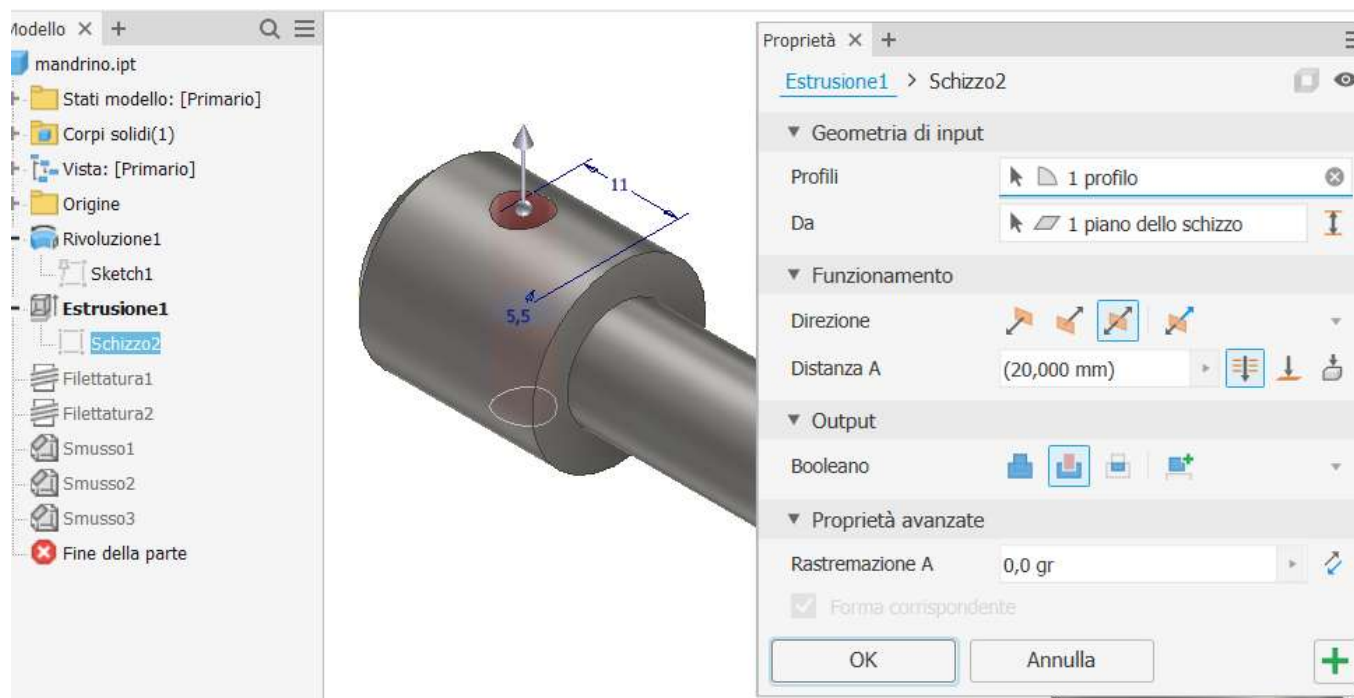 Modello × +
mandrino.ipt
Stati modello: [Primario]
Corpi solidi(1)
Vista: [Primario]
Origine
Rivoluzione1
Sketch1
Estrusione1
Schizzo2
Filettatura1
Filettatura2
Smusso1
Smusso2
Smusso3
Fine della parte
11
5,5
Proprietà × +
Estrusione1 > Schizzo2
Geometria di input
Profili 1 profilo
Da 1 piano dello schizzo
Funzionamento
Direzione
Distanza A (20,000 mm)
Output
Booleano
Proprietà avanzate
Rastremazione A 0,0 gr
Forma corrispondente
OK Annulla